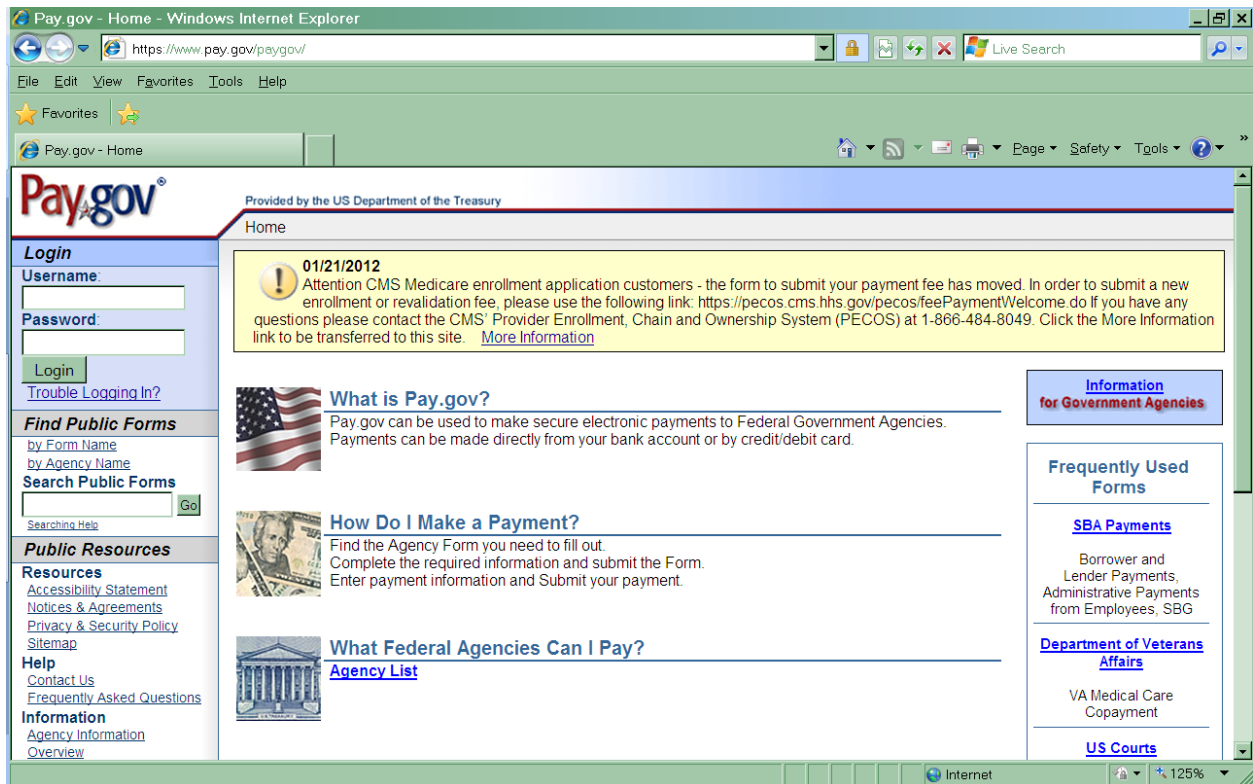 Pay.gov - Home - Windows Internet Explorer
https://www.pay.gov/paygov/
Live Search
File Edit View Favorites Tools Help
Favorites
Pay.gov - Home
Page Safety Tools
»
Pay.gov®
Provided by the US Department of the Treasury
Home
Login
Username:
Password:
Login
Trouble Logging In?
Find Public Forms
by Form Name
by Agency Name
Search Public Forms
Go
Searching Help
Public Resources
Resources
Accessibility Statement
Notices & Agreements
Privacy & Security Policy
Sitemap
Help
Contact Us
Frequently Asked Questions
Information
Agency Information
Overview
01/21/2012
Attention CMS Medicare enrollment application customers - the form to submit your payment fee has moved. In order to submit a new
enrollment or revalidation fee, please use the following link: https://pecos.cms.hhs.gov/pecos/feePaymentWelcome.do If you have any
questions please contact the CMS' Provider Enrollment, Chain and Ownership System (PECOS) at 1-866-484-8049. Click the More Information
link to be transferred to this site. More Information
What is Pay.gov?
Pay.gov can be used to make secure electronic payments to Federal Government Agencies.
Payments can be made directly from your bank account or by credit/debit card.
How Do I Make a Payment?
Find the Agency Form you need to fill out.
Complete the required information and submit the Form.
Enter payment information and Submit your payment.
What Federal Agencies Can I Pay?
Agency List
Information
for Government Agencies
Frequently Used
Forms
SBA Payments
Borrower and
Lender Payments,
Administrative Payments
from Employees, SBG
Department of Veterans
Affairs
VA Medical Care
Copayment
US Courts
Internet
125%